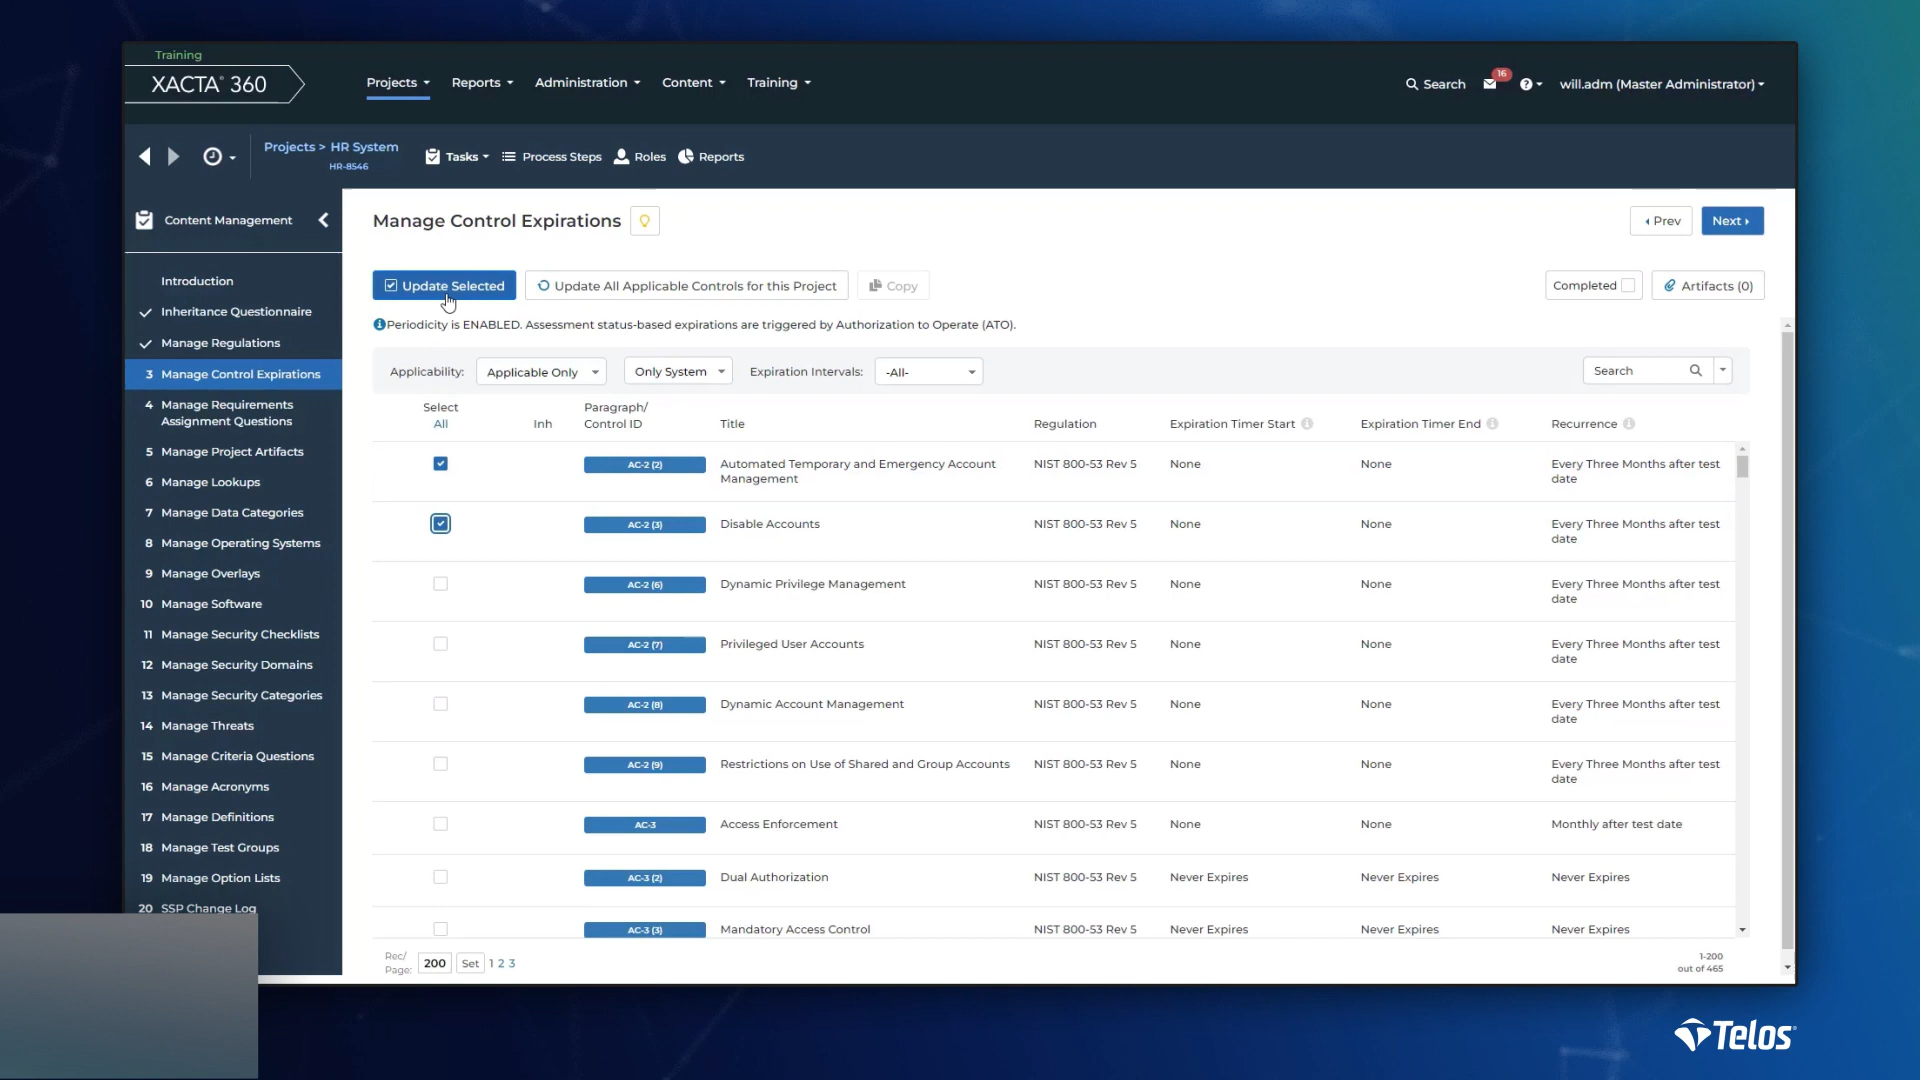 Training
XACTA® 360
Projects
Reports
Administration
Content
Training
Search
16
?
will.adm (Master Administrator)
Projects > HR System
HR-8546
Tasks
Process Steps
Roles
Reports
Content Management
Introduction
Inheritance Questionnaire
Manage Regulations
3 Manage Control Expirations
4 Manage Requirements
Assignment Questions
5 Manage Project Artifacts
6 Manage Lookups
7 Manage Data Categories
8 Manage Operating Systems
9 Manage Overlays
10 Manage Software
11 Manage Security Checklists
12 Manage Security Domains
13 Manage Security Categories
14 Manage Threats
15 Manage Criteria Questions
16 Manage Acronyms
17 Manage Definitions
18 Manage Test Groups
19 Manage Option Lists
20 SSP Change Log
Manage Control Expirations
Prev
Next
Update Selected
Update All Applicable Controls for this Project
Copy
Completed
Artifacts (0)
Periodicity is ENABLED. Assessment status-based expirations are triggered by Authorization to Operate (ATO).
Applicability:
Applicable Only
Only System
Expiration Intervals:
-All-
Search
Select
All
Inh
Paragraph/
Control ID
Title
Regulation
Expiration Timer Start
Expiration Timer End
Recurrence
AC-2 (2) Automated Temporary and Emergency Account NIST 800-53 Rev 5 None None Every Three Months after test
Management date
AC-2 (3) Disable Accounts NIST 800-53 Rev 5 None None Every Three Months after test
date
AC-2 (6) Dynamic Privilege Management NIST 800-53 Rev 5 None None Every Three Months after test
date
AC-2 (7) Privileged User Accounts NIST 800-53 Rev 5 None None Every Three Months after test
date
AC-2 (8) Dynamic Account Management NIST 800-53 Rev 5 None None Every Three Months after test
date
AC-2 (9) Restrictions on Use of Shared and Group Accounts NIST 800-53 Rev 5 None None Every Three Months after test
date
AC-3 Access Enforcement NIST 800-53 Rev 5 None None Monthly after test date
AC-3 (2) Dual Authorization NIST 800-53 Rev 5 Never Expires Never Expires Never Expires
AC-3 (3) Mandatory Access Control NIST 800-53 Rev 5 Never Expires Never Expires Never Expires
Rec/
Page:
200
Set
1 2 3
1-200
out of 465
Telos